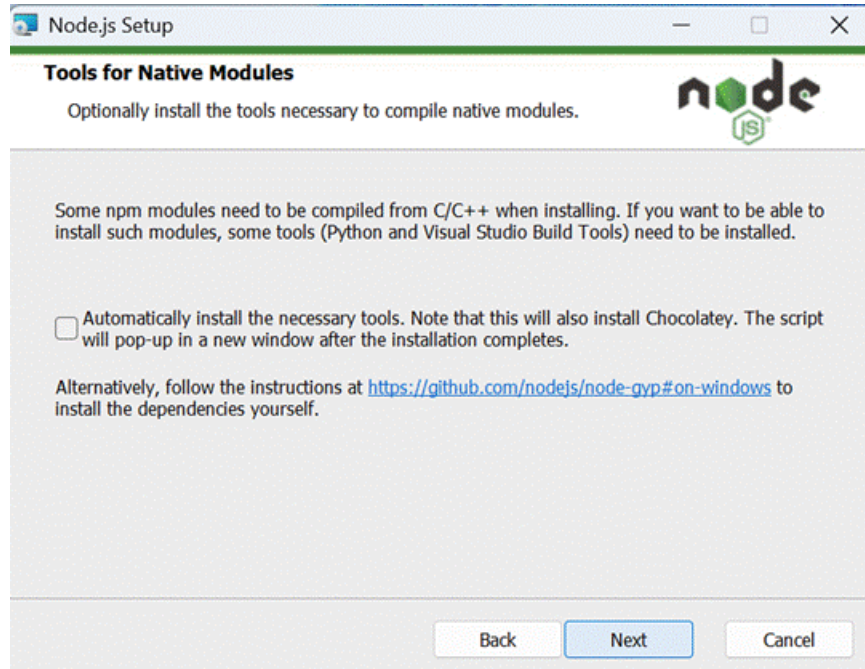 Node.js Setup
Tools for Native Modules
Optionally install the tools necessary to compile native modules.
node
JS
Some npm modules need to be compiled from C/C++ when installing. If you want to be able to
install such modules, some tools (Python and Visual Studio Build Tools) need to be installed.
Automatically install the necessary tools. Note that this will also install Chocolatey. The script
will pop-up in a new window after the installation completes.
Alternatively, follow the instructions at https://github.com/nodejs/node-gyp#on-windows to
install the dependencies yourself.
Back Next Cancel